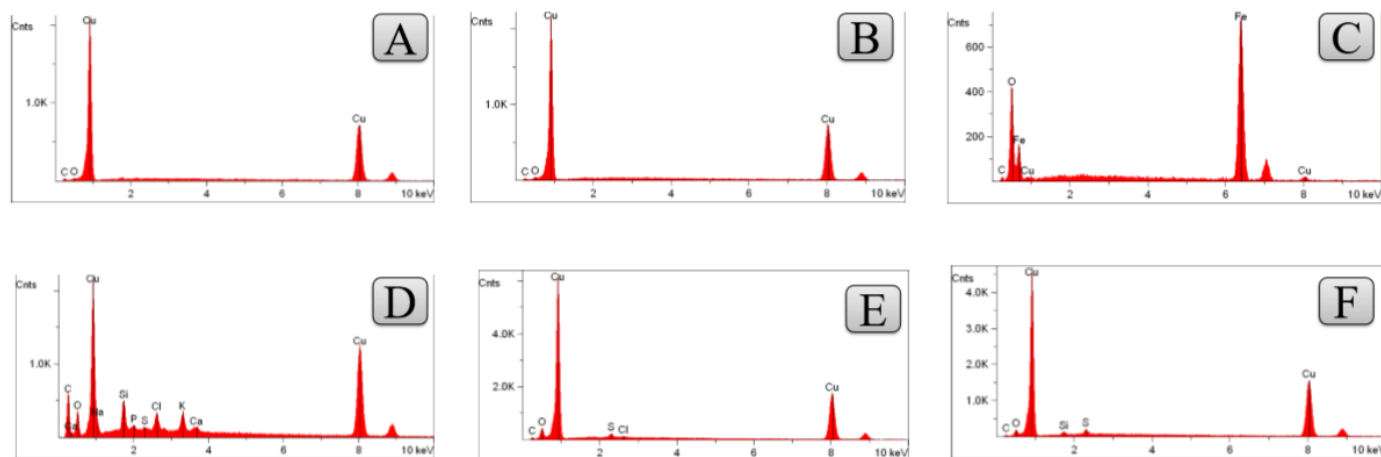 Cnts
Cu
A
1.0K
Cu
C O
2 4 6 8 10 keV
Cnts
Cu
B
1.0K
Cu
C O
2 4 6 8 10 keV
Cnts
Fe
C
600
O
400
200
Fe
C Cu
Cu
2 4 6 8 10 keV
Cnts
Cu
D
Cu
1.0K
C
Si
O
Na
Cl K
P S
Ca Ca
2 4 6 8 10 keV
Cnts
Cu
E
4.0K
2.0K
Cu
O
C
S Cl
2 4 6 8 10 keV
Cnts
Cu
F
4.0K
3.0K
2.0K
Cu
1.0K
C O Si S
2 4 6 8 10 keV